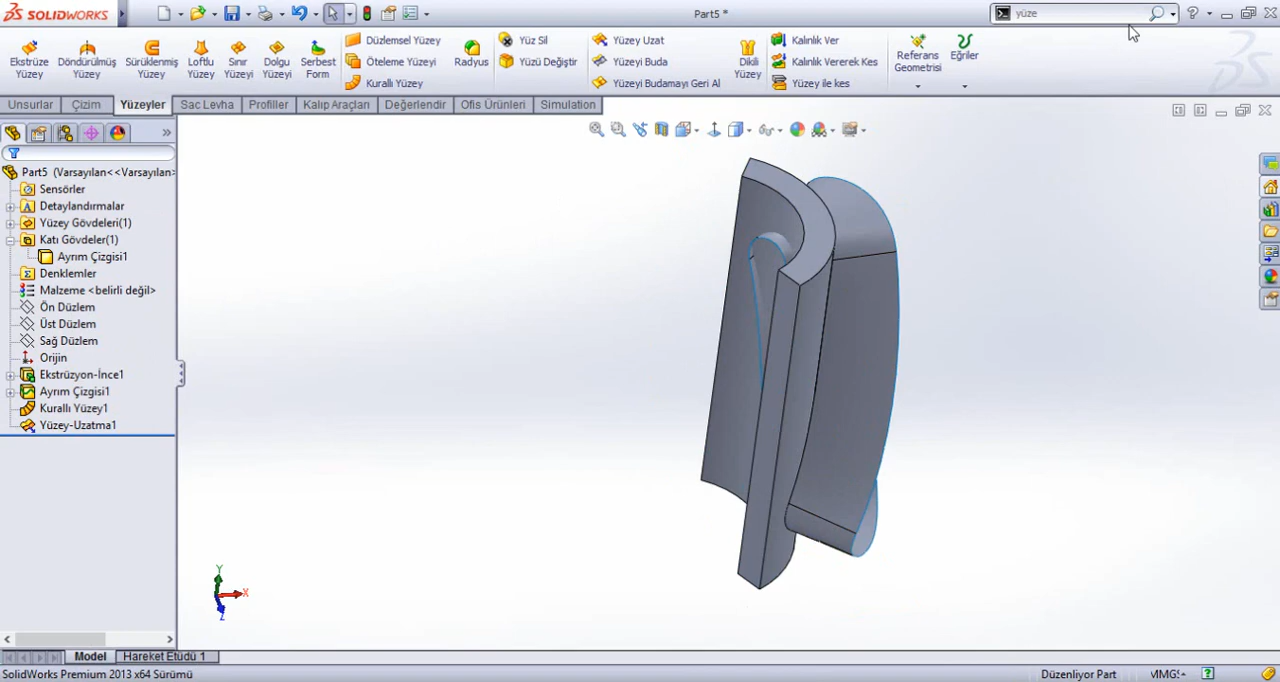 SOLIDWORKS
Part5 *
yüze
Ekstrüze Yüzey
Döndürülmüş Yüzey
Sürüklenmiş Yüzey
Loftlu Yüzey
Sınır Yüzeyi
Dolgu Yüzeyi
Serbest Form
Düzlemsel Yüzey
Öteleme Yüzeyi
Kurallı Yüzey
Radyus
Yüz Sil
Yüzü Değiştir
Yüzey Uzat
Yüzeyi Buda
Yüzeyi Budamayı Geri Al
Dikili Yüzey
Kalınlık Ver
Kalınlık Vererek Kes
Yüzey ile kes
Referans Geometrisi
Eğriler
Unsurlar
Çizim
Yüzeyler
Sac Levha
Profiller
Kalıp Araçları
Değerlendir
Ofis Ürünleri
Simulation
Part5 (Varsayılan<<Varsayılan>
Sensörler
Detaylandırmalar
Yüzey Gövdeleri(1)
Katı Gövdeler(1)
Ayrım Çizgisi1
Denklemler
Malzeme <belirli değil>
Ön Düzlem
Üst Düzlem
Sağ Düzlem
Orijin
Ekstrüzyon-İnce1
Ayrım Çizgisi1
Kurallı Yüzey1
Yüzey-Uzatma1
Y
X
Z
Model
Hareket Etüdü 1
SolidWorks Premium 2013 x64 Sürümü
Düzenliyor Part